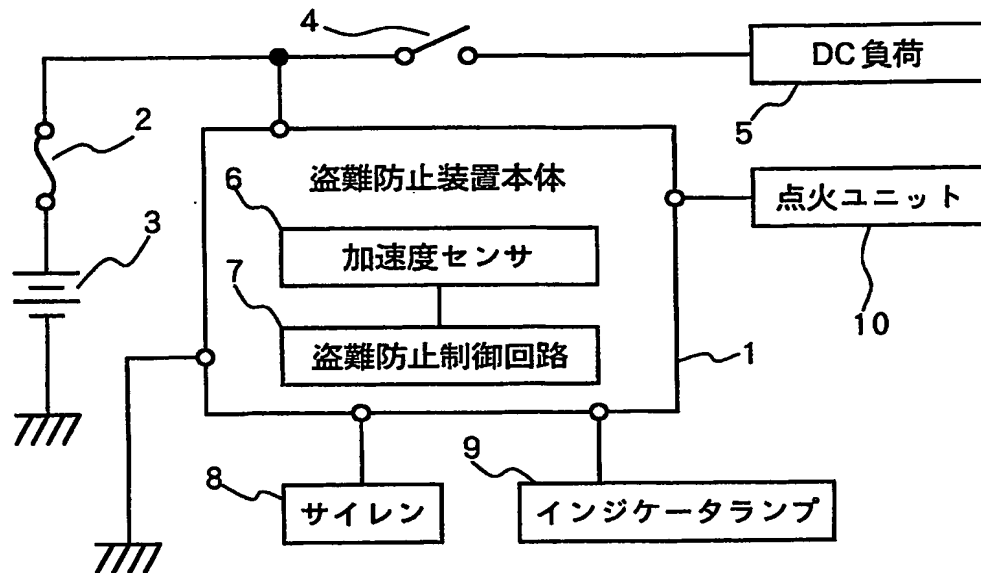 4
DC負荷
5
2
盗難防止装置本体
6
点火ユニット
3
加速度センサ
7
10
盗難防止制御回路
1
9
8
サイレン
インジケータランプ